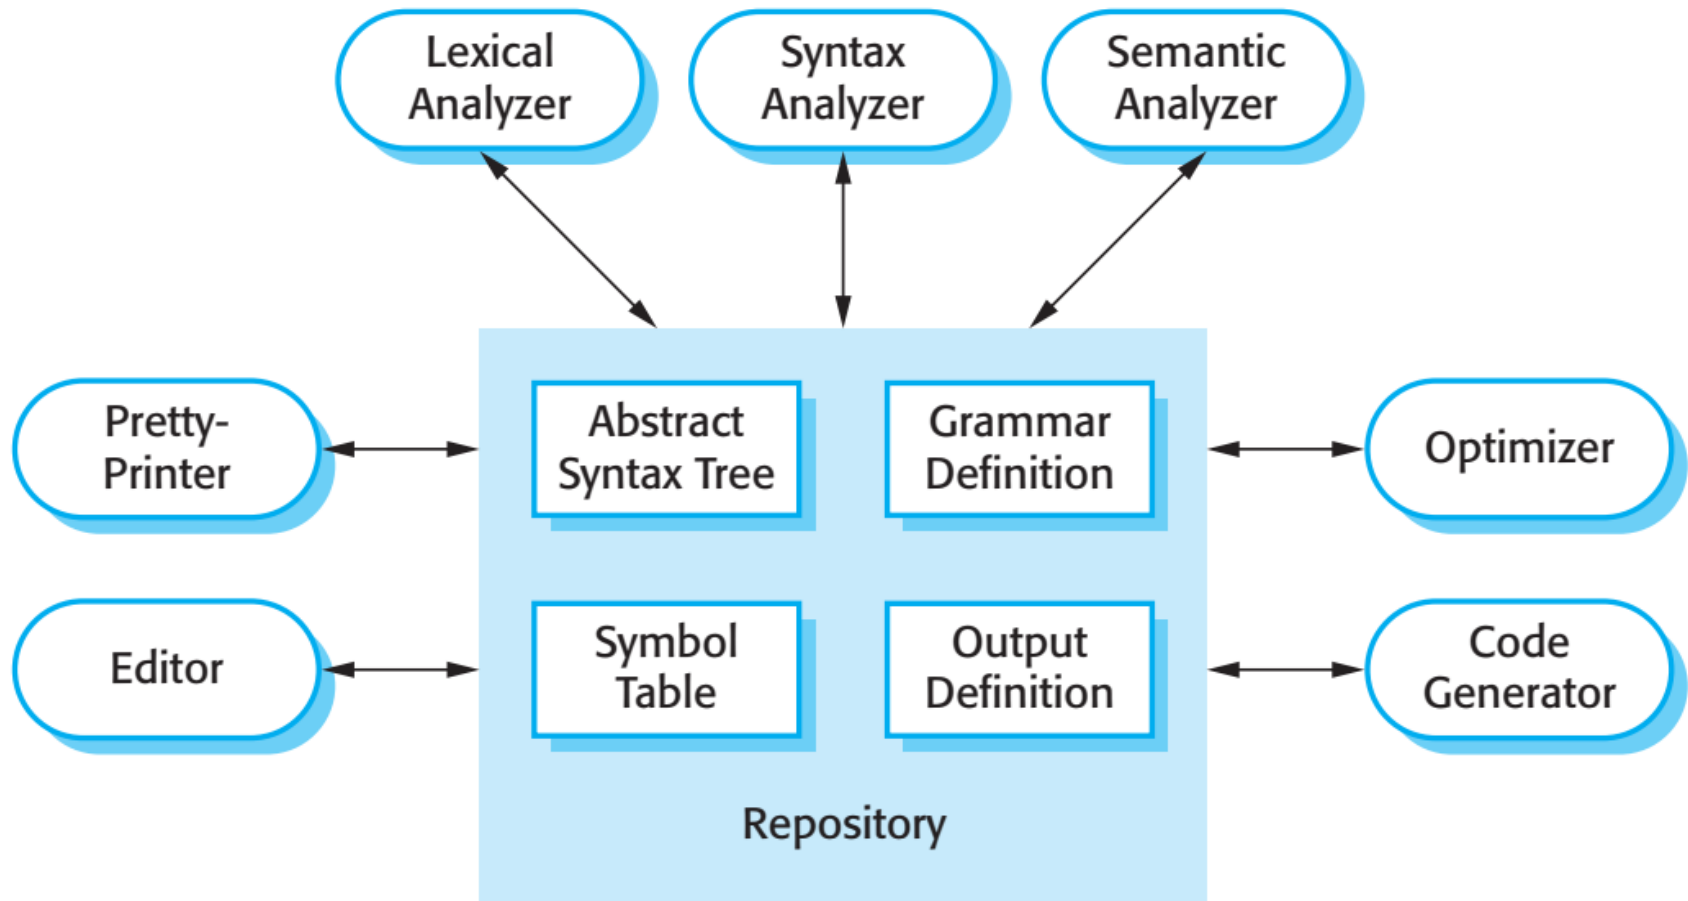 Lexical
Analyzer
Syntax
Analyzer
Semantic
Analyzer
Pretty-
Printer
Abstract
Syntax Tree
Grammar
Definition
Optimizer
Editor
Symbol
Table
Output
Definition
Code
Generator
Repository